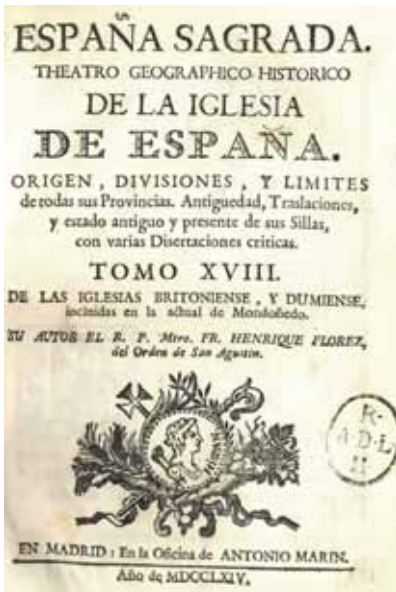 ESPAÑA SAGRADA.
THEATRO GEOGRAPHICO-HISTORICO
DE LA IGLESIA
DE ESPAÑA.
ORIGEN, DIVISIONES, Y LIMITES
de todas sus Provincias. Antiguedad, Traslaciones,
y estado antiguo y presente de sus Sillas,
con varias Disertaciones criticas.
TOMO XVIII.
DE LAS IGLESIAS BRITONIENSE, Y DUMIENSE,
incluidas en la actual de Mondoñedo.
SU AUTOR EL R. P. Mtro. FR. HENRIQUE FLOREZ,
del Orden de San Agustin.
R.
A·D·L
H
EN MADRID: En la Oficina de ANTONIO MARIN.
Año de MDCCLXIV.